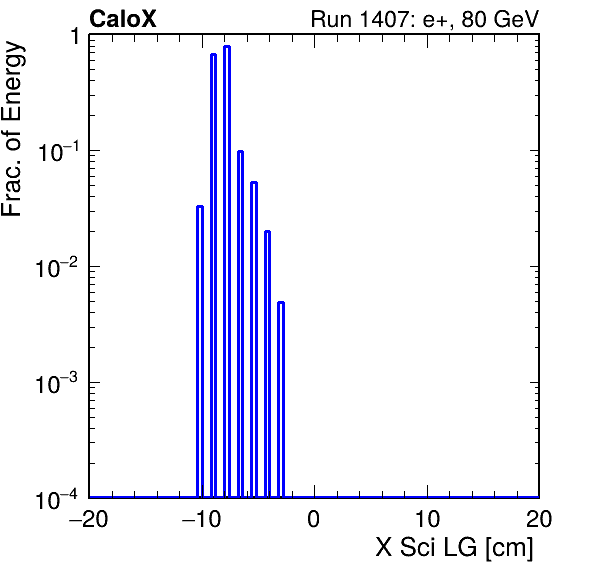 CaloX Run 1407: e+, 80 GeV
Frac. of Energy
1
10⁻¹
10⁻²
10⁻³
10⁻⁴
−20 −10 0 10 20
X Sci LG [cm]